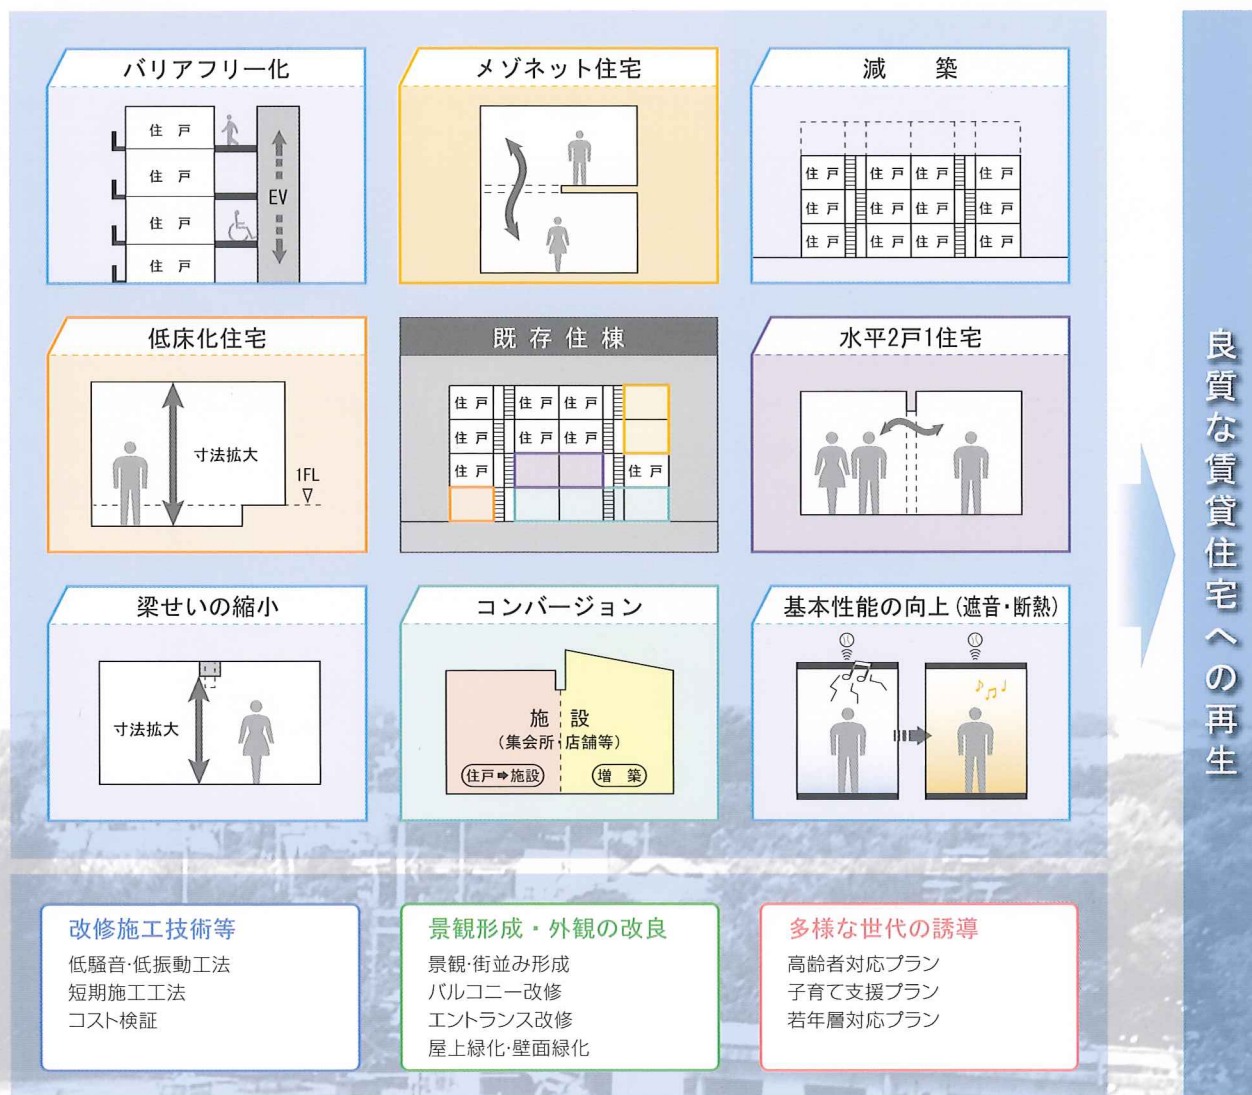 バリアフリー化
住戸
住戸
住戸
住戸
EV
メゾネット住宅
減　築
住戸 住戸 住戸 住戸
住戸 住戸 住戸 住戸
住戸 住戸 住戸 住戸
低床化住宅
寸法拡大
1FL
既存住棟
住戸 住戸 住戸
住戸 住戸 住戸
住戸 住戸
水平2戸1住宅
梁せいの縮小
寸法拡大
コンバージョン
施設
(集会所・店舗等)
住戸➡施設 増築
基本性能の向上(遮音・断熱)
良質な賃貸住宅への再生
改修施工技術等
低騒音・低振動工法
短期施工工法
コスト検証
景観形成・外観の改良
景観・街並み形成
バルコニー改修
エントランス改修
屋上緑化・壁面緑化
多様な世代の誘導
高齢者対応プラン
子育て支援プラン
若年層対応プラン